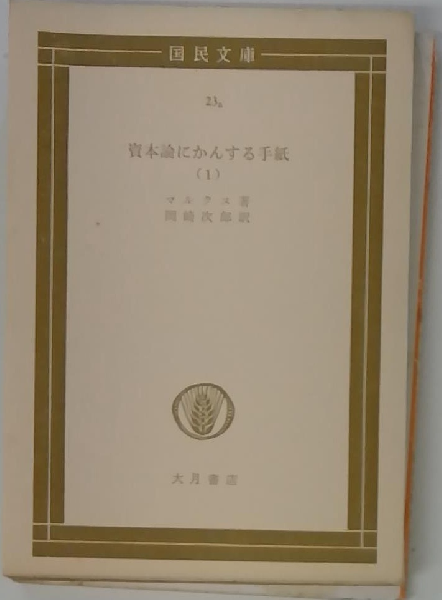 国民文庫
23a
資本論にかんする手紙
(1)
マルクス著
岡崎次郎訳
大月書店